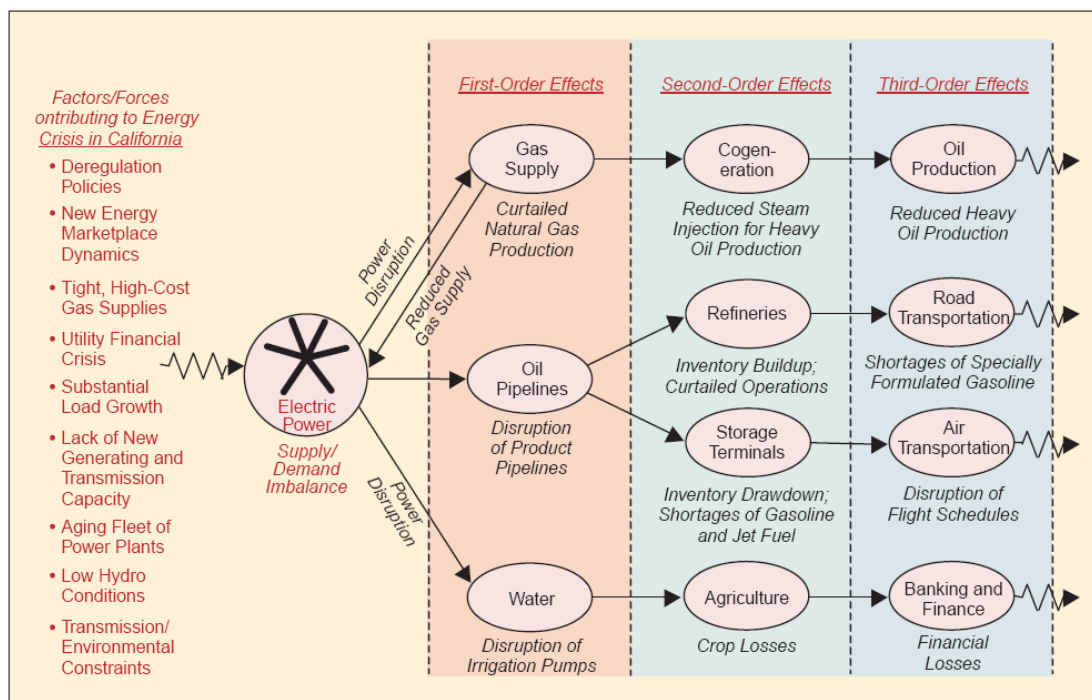 Factors/Forces
ontributing to Energy
Crisis in California
• Deregulation
Policies
• New Energy
Marketplace
Dynamics
• Tight, High-Cost
Gas Supplies
• Utility Financial
Crisis
• Substantial
Load Growth
• Lack of New
Generating and
Transmission
Capacity
• Aging Fleet of
Power Plants
• Low Hydro
Conditions
• Transmission/
Environmental
Constraints
Electric
Power
Supply/
Demand
Imbalance
Power
Disruption
Reduced
Gas Supply
Power
Disruption
First-Order Effects
Gas
Supply
Curtailed
Natural Gas
Production
Oil
Pipelines
Disruption
of Product
Pipelines
Water
Disruption of
Irrigation Pumps
Second-Order Effects
Cogen-
eration
Reduced Steam
Injection for Heavy
Oil Production
Refineries
Inventory Buildup;
Curtailed Operations
Storage
Terminals
Inventory Drawdown;
Shortages of Gasoline
and Jet Fuel
Agriculture
Crop Losses
Third-Order Effects
Oil
Production
Reduced Heavy
Oil Production
Road
Transportation
Shortages of Specially
Formulated Gasoline
Air
Transportation
Disruption of
Flight Schedules
Banking and
Finance
Financial
Losses